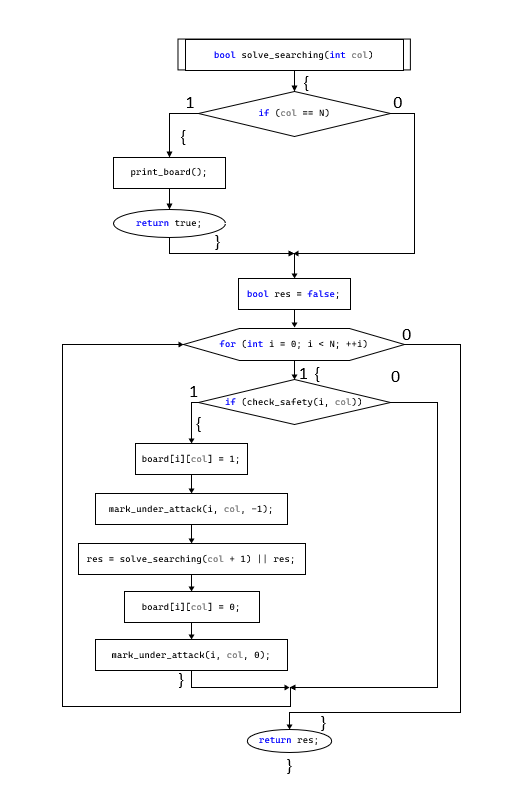 bool solve_searching(int col)
{
1
0
if (col == N)
{
print_board();
return true;
}
bool res = false;
for (int i = 0; i < N; ++i)
0
1 {
0
1
if (check_safety(i, col))
{
board[i][col] = 1;
mark_under_attack(i, col, -1);
res = solve_searching(col + 1) || res;
board[i][col] = 0;
mark_under_attack(i, col, 0);
}
}
return res;
}